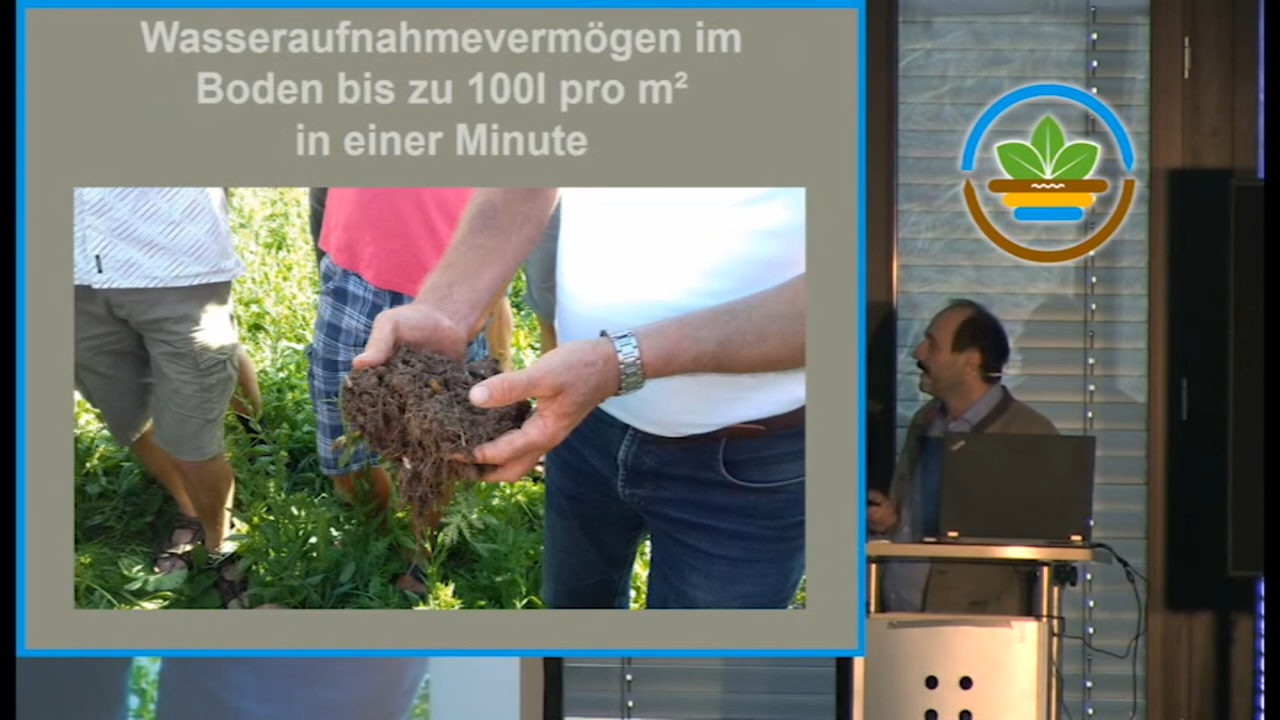 Wasseraufnahmevermögen im
Boden bis zu 100l pro m²
in einer Minute